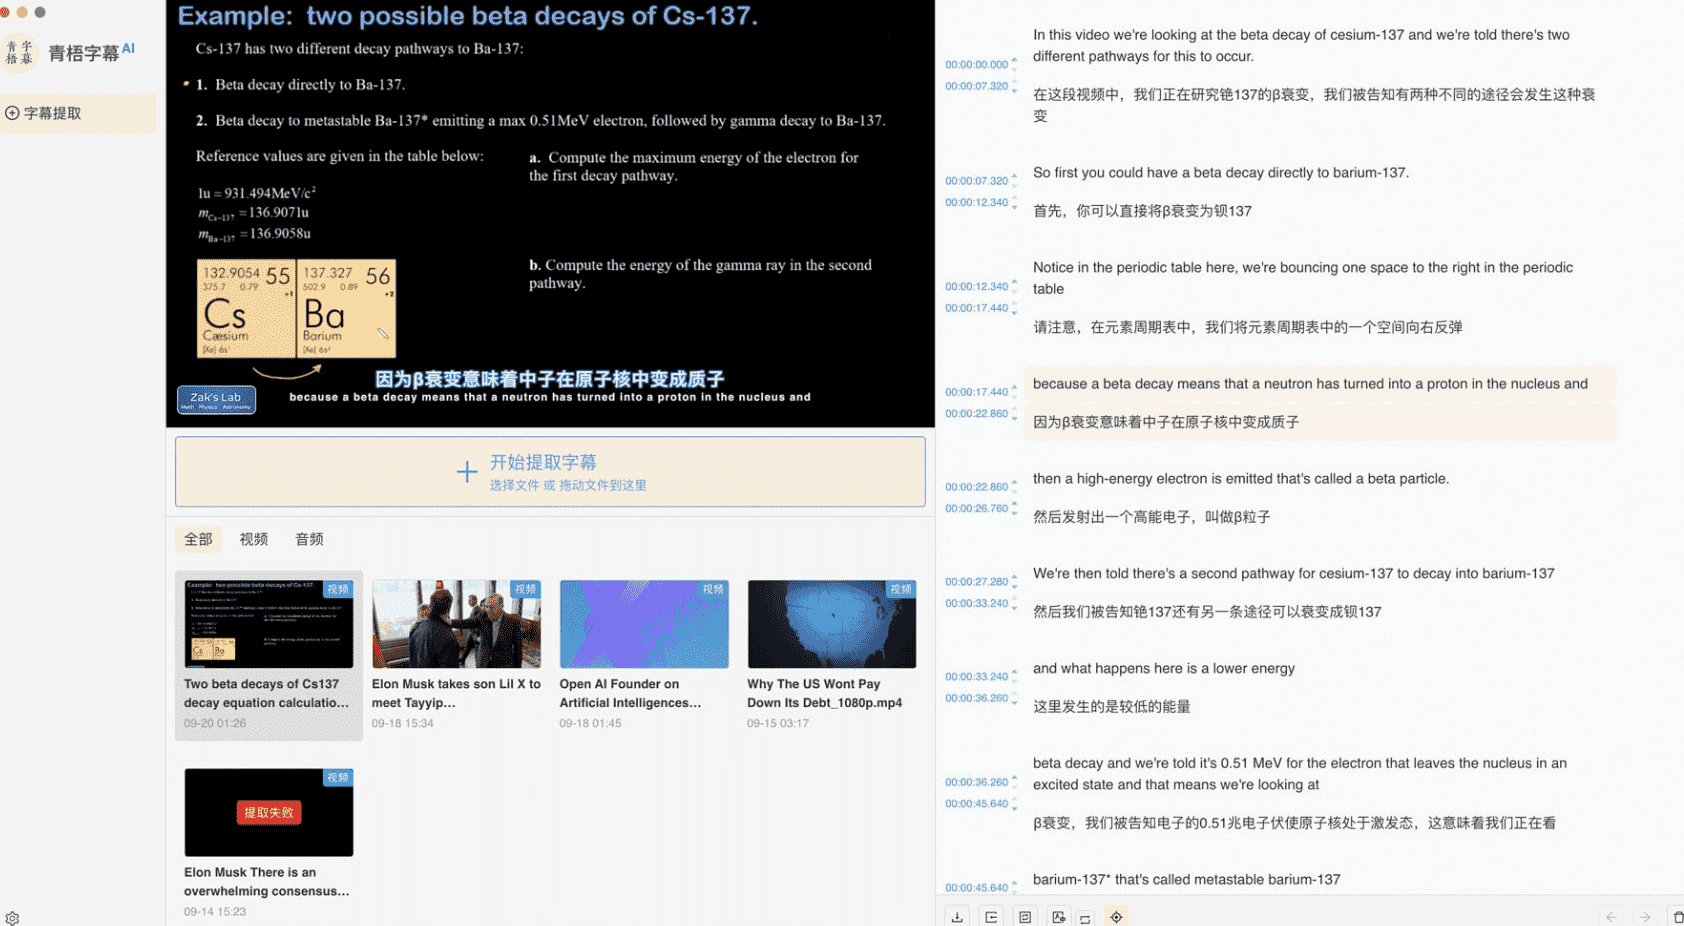 青 字
梧 幕
青梧字幕AI
字幕提取
Example: two possible beta decays of Cs-137.
Cs-137 has two different decay pathways to Ba-137:
1. Beta decay directly to Ba-137.
2. Beta decay to metastable Ba-137* emitting a max 0.51MeV electron, followed by gamma decay to Ba-137.
Reference values are given in the table below:
1u = 931.494MeV/c²
m Cs-137 = 136.9071u
m Ba-137 = 136.9058u
a. Compute the maximum energy of the electron for
the first decay pathway.
b. Compute the energy of the gamma ray in the second
pathway.
132.9054 55
375.7 0.79
+1
Cs
Cæsium
[Xe] 6s¹
137.327 56
502.9 0.89
+2
Ba
Barium
[Xe] 6s²
Zak's Lab
Math Physics Astronomy
因为β衰变意味着中子在原子核中变成质子
because a beta decay means that a neutron has turned into a proton in the nucleus and
开始提取字幕
选择文件 或 拖动文件到这里
全部 视频 音频
视频
Two beta decays of Cs137
decay equation calculatio...
09-20 01:26
视频
Elon Musk takes son Lil X to
meet Tayyip...
09-18 15:34
视频
Open AI Founder on
Artificial Intelligences...
09-18 01:45
视频
Why The US Wont Pay
Down Its Debt_1080p.mp4
09-15 03:17
视频
提取失败
Elon Musk There is an
overwhelming consensus...
09-14 15:23
00:00:00.000
00:00:07.320
In this video we're looking at the beta decay of cesium-137 and we're told there's two
different pathways for this to occur.
在这段视频中，我们正在研究铯137的β衰变，我们被告知有两种不同的途径会发生这种衰
变
00:00:07.320
00:00:12.340
So first you could have a beta decay directly to barium-137.
首先，你可以直接将β衰变为钡137
00:00:12.340
00:00:17.440
Notice in the periodic table here, we're bouncing one space to the right in the periodic
table
请注意，在元素周期表中，我们将元素周期表中的一个空间向右反弹
00:00:17.440
00:00:22.860
because a beta decay means that a neutron has turned into a proton in the nucleus and
因为β衰变意味着中子在原子核中变成质子
00:00:22.860
00:00:26.760
then a high-energy electron is emitted that's called a beta particle.
然后发射出一个高能电子，叫做β粒子
00:00:27.280
00:00:33.240
We're then told there's a second pathway for cesium-137 to decay into barium-137
然后我们被告知铯137还有另一条途径可以衰变成钡137
00:00:33.240
00:00:36.260
and what happens here is a lower energy
这里发生的是较低的能量
00:00:36.260
00:00:45.640
beta decay and we're told it's 0.51 MeV for the electron that leaves the nucleus in an
excited state and that means we're looking at
β衰变，我们被告知电子的0.51兆电子伏使原子核处于激发态，这意味着我们正在看
00:00:45.640
barium-137* that's called metastable barium-137